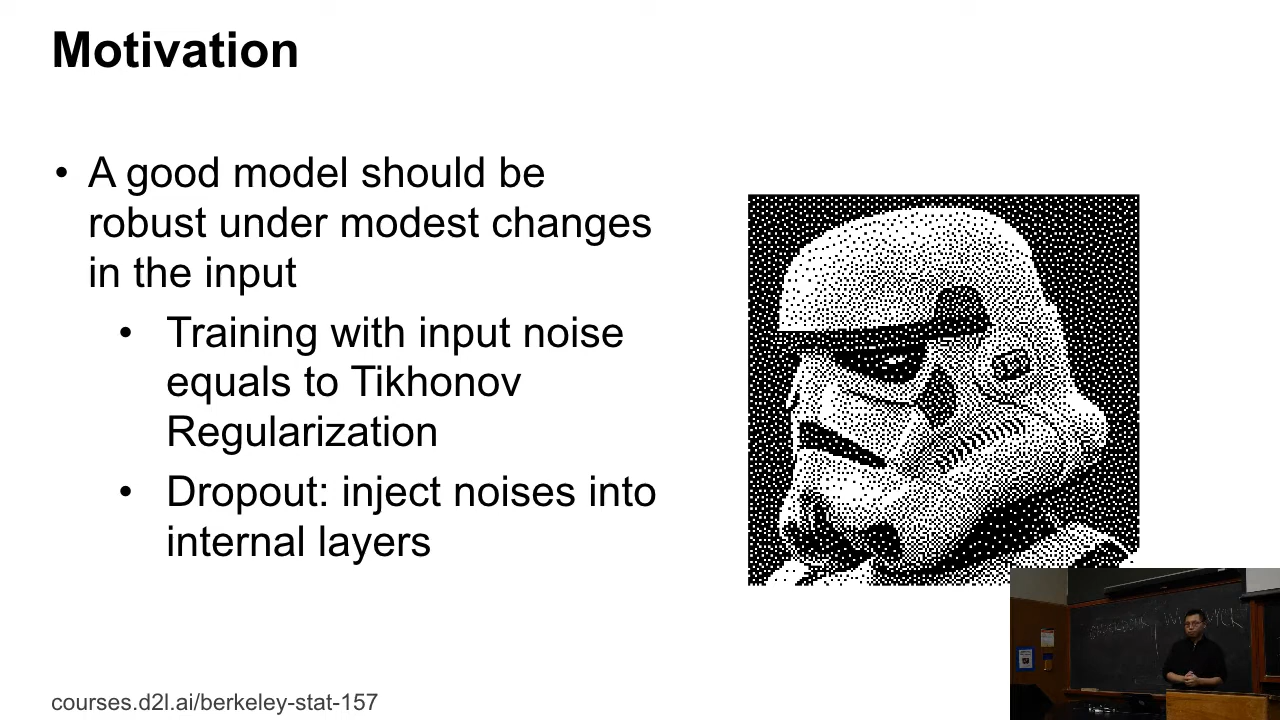 Motivation
• A good model should be
robust under modest changes
in the input
• Training with input noise
equals to Tikhonov
Regularization
• Dropout: inject noises into
internal layers
courses.d2l.ai/berkeley-stat-157